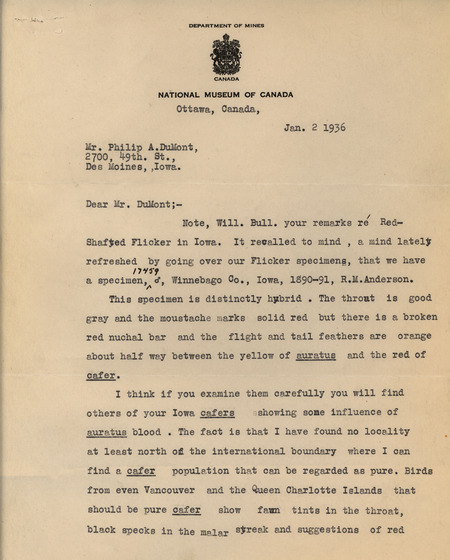 DEPARTMENT OF MINES
CANADA
NATIONAL MUSEUM OF CANADA
Ottawa, Canada,
Jan. 2 1936
Mr. Philip A.DuMont,
2700, 49th. St.,
Des Moines, ,Iowa.
Dear Mr. DuMont;-
Note, Will. Bull. your remarks ré Red-
Shafted Flicker in Iowa. It recalled to mind , a mind lately
refreshed by going over our Flicker specimens, that we have
17459
a specimen, ♂, Winnebago Co., Iowa, 1890-91, R.M.Anderson.
This specimen is distinctly hybrid . The throat is good
gray and the moustache marks solid red but there is a broken
red nuchal bar and the flight and tail feathers are orange
about half way between the yellow of auratus and the red of
cafer.
I think if you examine them carefully you will find
others of your Iowa cafers showing some influence of
auratus blood . The fact is that I have found no locality
at least north of the international boundary where I can
find a cafer population that can be regarded as pure. Birds
from even Vancouver and the Queen Charlotte Islands that
should be pure cafer show fawn tints in the throat,
black specks in the malar streak and suggestions of red